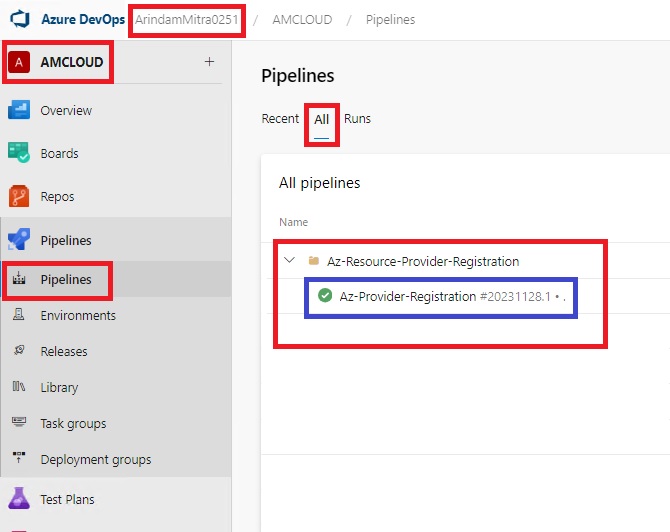 Azure DevOps ArindamMitra0251 / AMCLOUD / Pipelines
A AMCLOUD +
Overview
Boards
Repos
Pipelines
Pipelines
Environments
Releases
Library
Task groups
Deployment groups
Test Plans
Pipelines
Recent All Runs
All pipelines
Name
Az-Resource-Provider-Registration
Az-Provider-Registration #20231128.1 • .